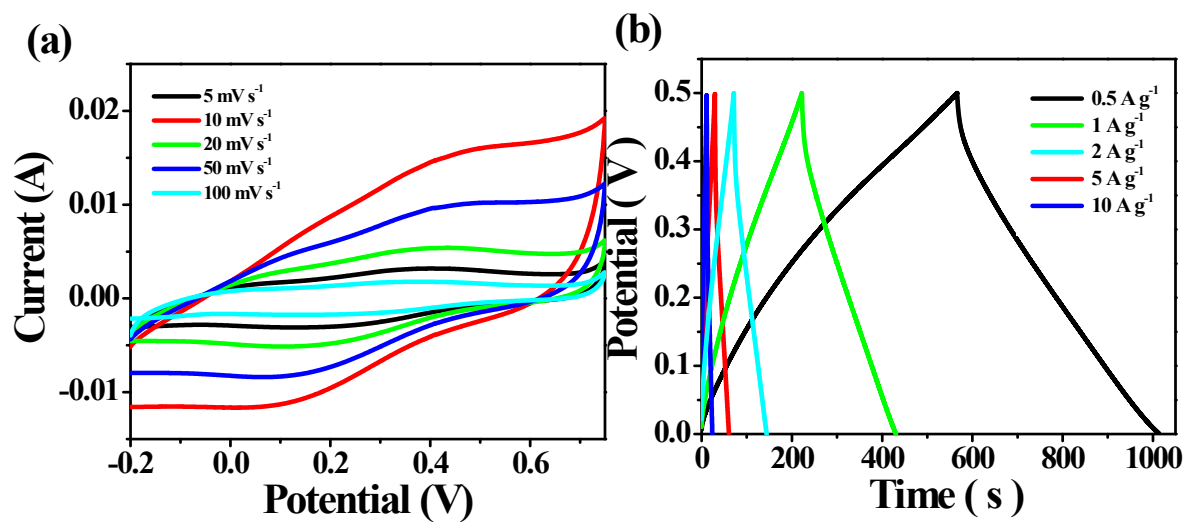 (a)
Current (A)
0.02
0.01
0.00
-0.01
5 mV s⁻¹
10 mV s⁻¹
20 mV s⁻¹
50 mV s⁻¹
100 mV s⁻¹
-0.2
0.0
0.2
0.4
0.6
Potential (V)
(b)
Potential ( V)
0.5
0.4
0.3
0.2
0.1
0.0
0.5 A g⁻¹
1 A g⁻¹
2 A g⁻¹
5 A g⁻¹
10 A g⁻¹
0
200
400
600
800
1000
Time ( s )